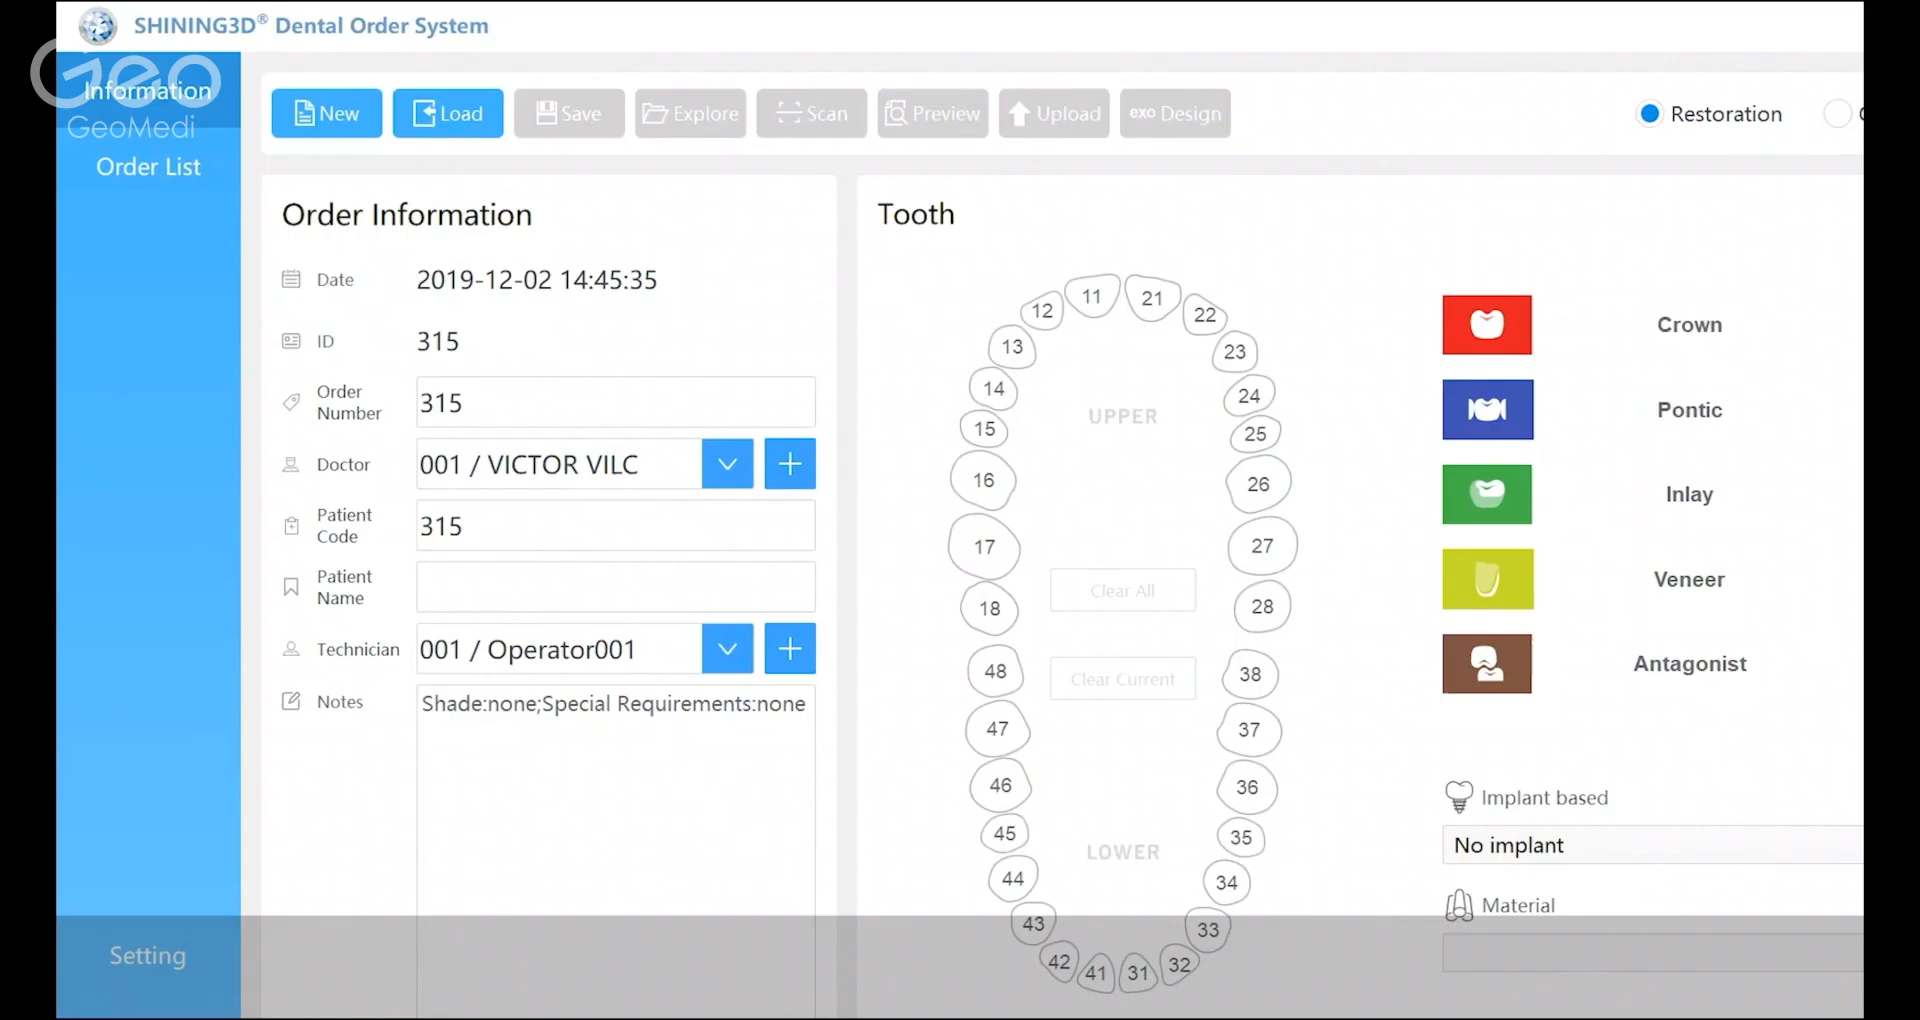 SHINING3D® Dental Order System
Geo
GeoMedi
Information
Order List
Setting
New
Load
Save
Explore
Scan
Preview
Upload
exo Design
Restoration
Order Information
Date
2019-12-02 14:45:35
ID
315
Order
Number
315
Doctor
001 / VICTOR VILC
Patient
Code
315
Patient
Name
Technician
001 / Operator001
Notes
Shade:none;Special Requirements:none
Tooth
11
21
12
22
13
23
14
24
15
25
16
26
17
27
18
28
UPPER
Clear All
Clear Current
48
38
47
37
46
36
45
35
LOWER
44
34
43
33
42
32
41
31
Crown
Pontic
Inlay
Veneer
Antagonist
Implant based
No implant
Material